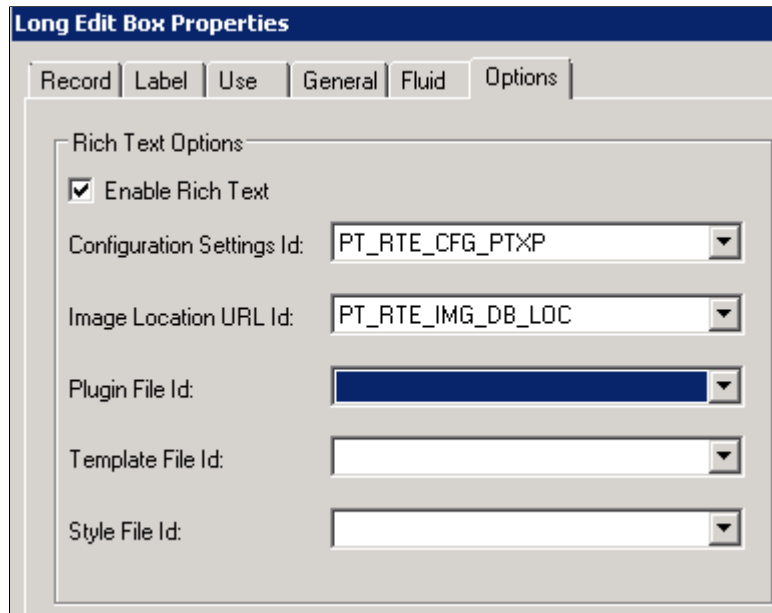 Long Edit Box Properties
Record Label Use General Fluid Options
Rich Text Options
Enable Rich Text
Configuration Settings Id: PT_RTE_CFG_PTXP
Image Location URL Id: PT_RTE_IMG_DB_LOC
Plugin File Id:
Template File Id:
Style File Id: